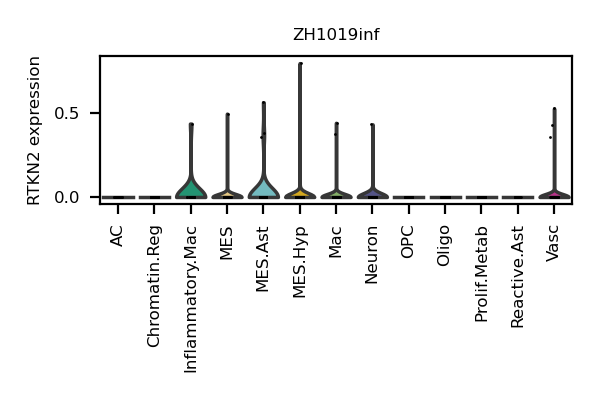 ZH1019inf
RTKN2 expression
0.5
0.0
AC
Chromatin.Reg
Inflammatory.Mac
MES
MES.Ast
MES.Hyp
Mac
Neuron
OPC
Oligo
Prolif.Metab
Reactive.Ast
Vasc